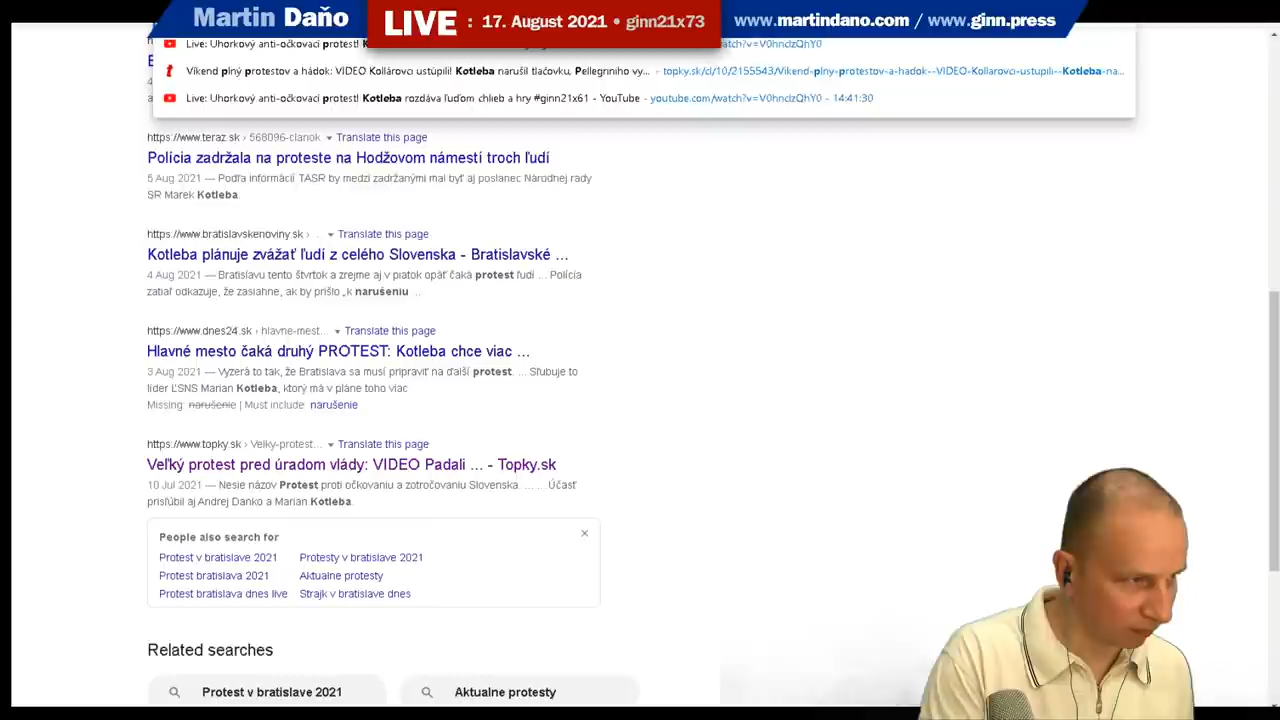 Martin Daňo
LIVE : 17. August 2021 • ginn21x73
www.martindano.com / www.ginn.press
Live: Uhorkový anti-očkovací protest! Kotleba watch?v=V0hnclzQhY0
Víkend plný protestov a hádok: VIDEO Kollárovci ustúpili! Kotleba narušil tlačovku, Pellegriniho vy... - topky.sk/cl/10/2155543/Vikend-plny-protestov-a-hadok--VIDEO-Kollarovci-ustupili--Kotleba-na...
Live: Uhorkový anti-očkovací protest! Kotleba rozdáva ľuďom chlieb a hry #ginn21x61 - YouTube - youtube.com/watch?v=V0hnclzQhY0 - 14:41:30
https://www.teraz.sk › 568096-clanok Translate this page
Polícia zadržala na proteste na Hodžovom námestí troch ľudí
5 Aug 2021 — Podľa informácií TASR by medzi zadržanými mal byť aj poslanec Národnej rady
SR Marek Kotleba.
https://www.bratislavskenoviny.sk › ... Translate this page
Kotleba plánuje zvážať ľudí z celého Slovenska - Bratislavské ...
4 Aug 2021 — Bratislavu tento štvrtok a zrejme aj v piatok opäť čaká protest ľudí ... Polícia
zatiaľ odkazuje, že zasiahne, ak by prišlo „k narušeniu ...
https://www.dnes24.sk › hlavne-mest... Translate this page
Hlavné mesto čaká druhý PROTEST: Kotleba chce viac ...
3 Aug 2021 — Vyzerá to tak, že Bratislava sa musí pripraviť na ďalší protest. ... Sľubuje to
líder ĽSNS Marian Kotleba, ktorý má v pláne toho viac
Missing: narušenie | Must include: narušenie
https://www.topky.sk › Velky-protest... Translate this page
Veľký protest pred úradom vlády: VIDEO Padali ... - Topky.sk
10 Jul 2021 — Nesie názov Protest proti očkovaniu a zotročovaniu Slovenska. ... ... Účasť
prisľúbil aj Andrej Danko a Marian Kotleba.
People also search for
Protest v bratislave 2021 Protesty v bratislave 2021
Protest bratislava 2021 Aktualne protesty
Protest bratislava dnes live Strajk v bratislave dnes
Related searches
Protest v bratislave 2021 Aktualne protesty